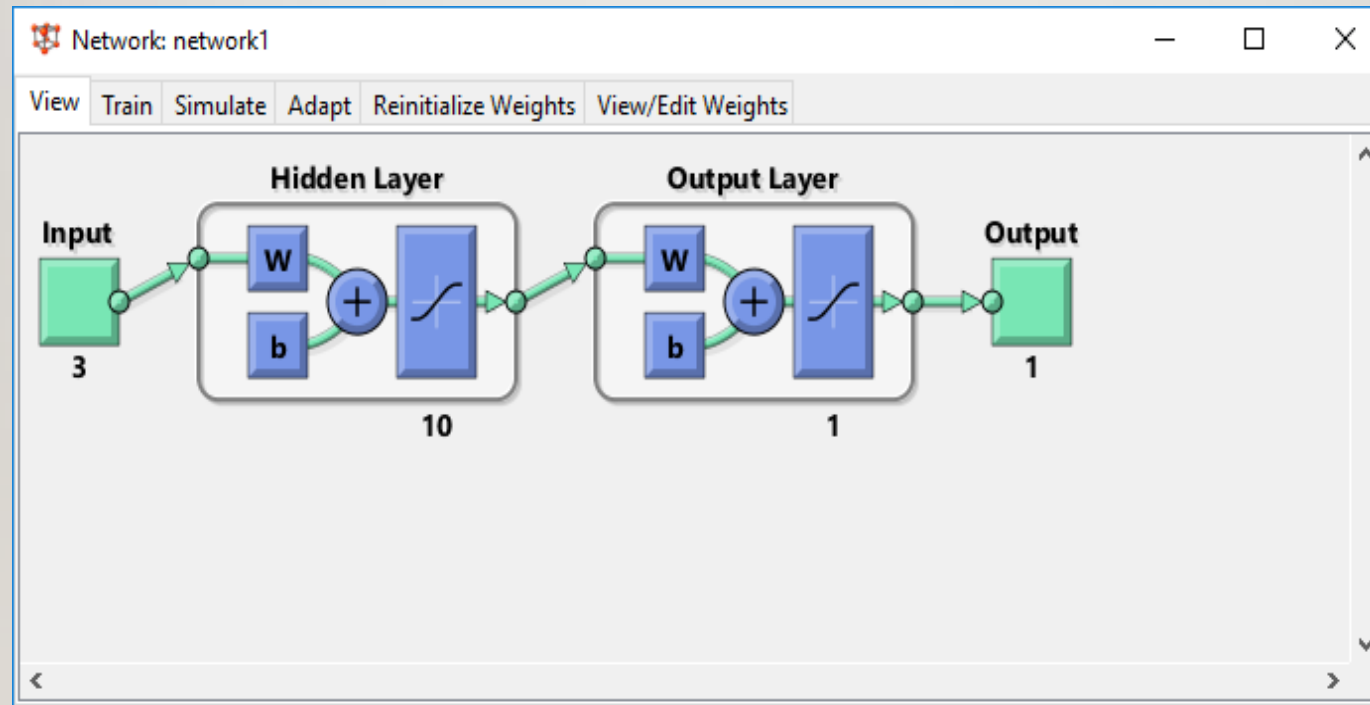 Network: network1
View Train Simulate Adapt Reinitialize Weights View/Edit Weights
Hidden Layer Output Layer
Input Output
W W
b b
3 1
10 1